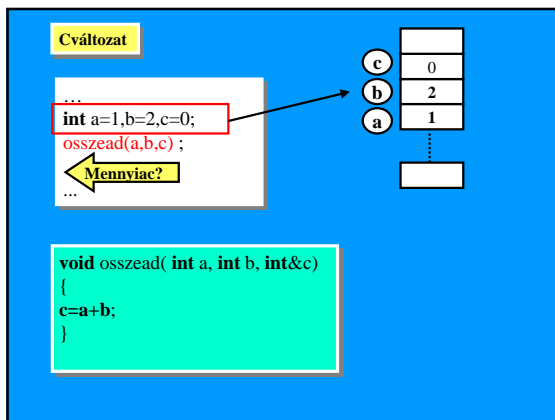 Cváltozat
…
int a=1,b=2,c=0;
osszead(a,b,c) ;
Mennyiac?
...
c 0
b 2
a 1
void osszead( int a, int b, int&c)
{
c=a+b;
}